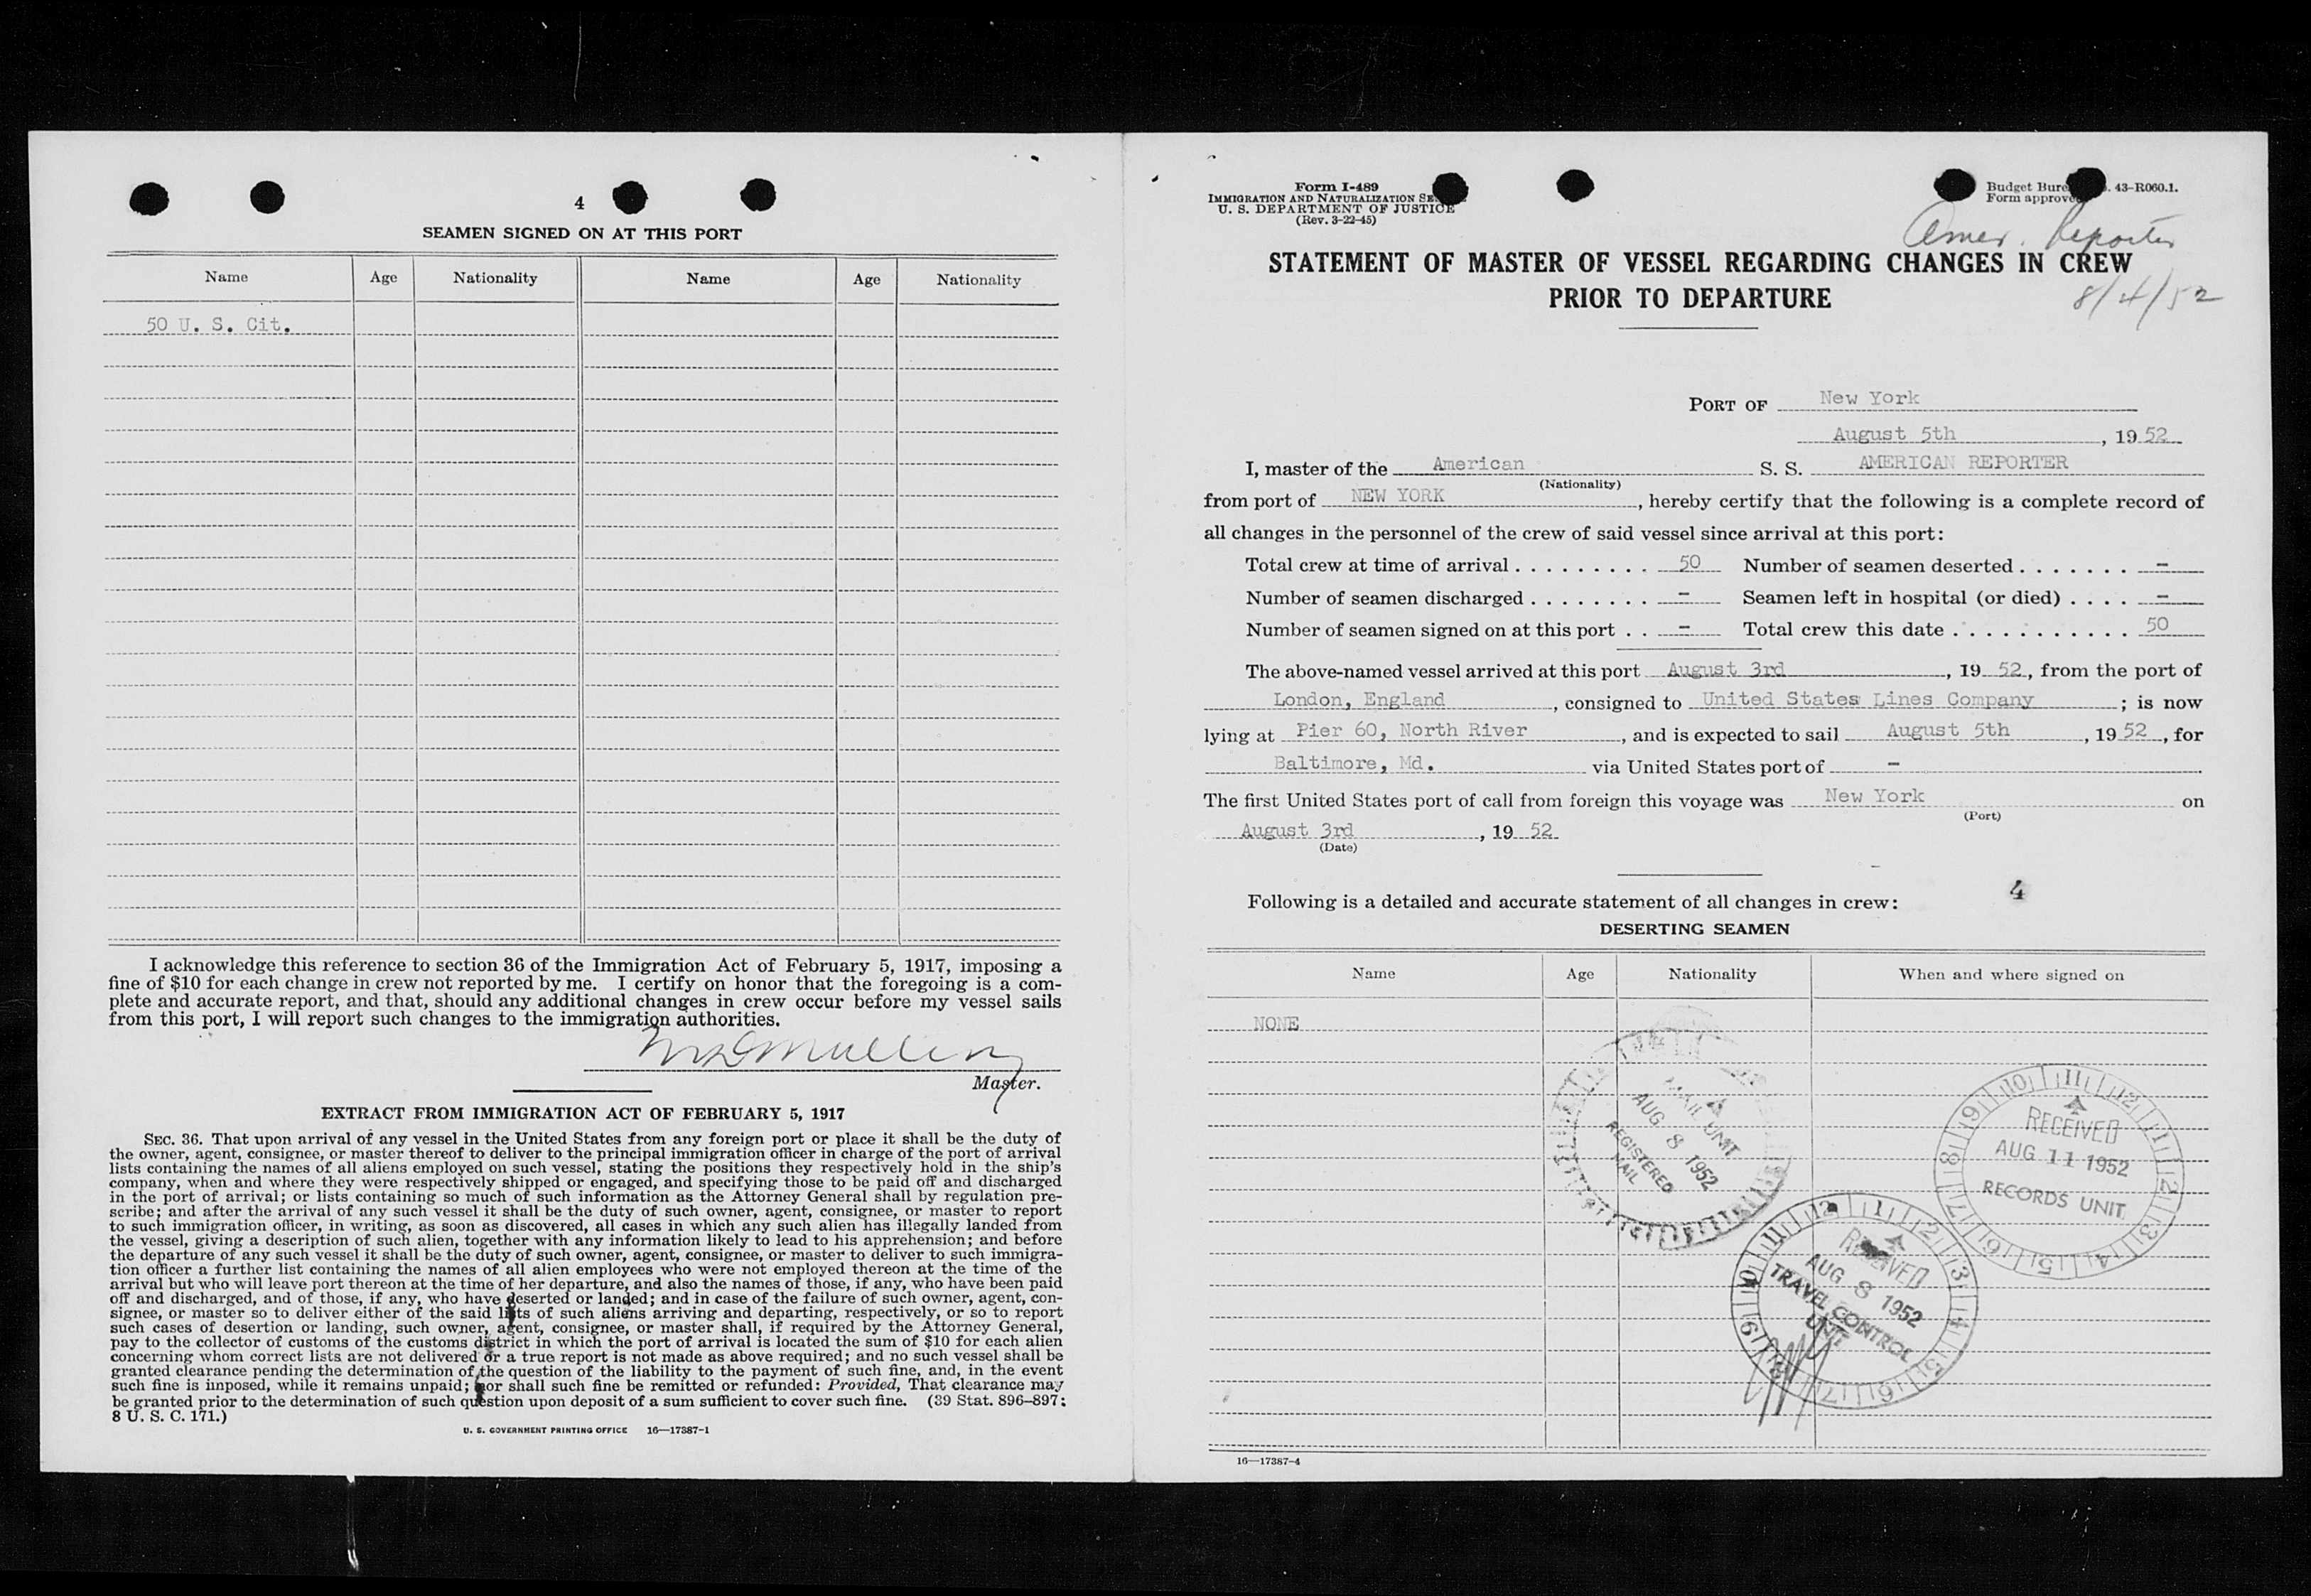 4
SEAMEN SIGNED ON AT THIS PORT
Name Age Nationality Name Age Nationality
50 U. S. Cit.
I acknowledge this reference to section 36 of the Immigration Act of February 5, 1917, imposing a
fine of $10 for each change in crew not reported by me. I certify on honor that the foregoing is a com-
plete and accurate report, and that, should any additional changes in crew occur before my vessel sails
from this port, I will report such changes to the immigration authorities.
Master.
EXTRACT FROM IMMIGRATION ACT OF FEBRUARY 5, 1917
SEC. 36. That upon arrival of any vessel in the United States from any foreign port or place it shall be the duty of
the owner, agent, consignee, or master thereof to deliver to the principal immigration officer in charge of the port of arrival
lists containing the names of all aliens employed on such vessel, stating the positions they respectively hold in the ship's
company, when and where they were respectively shipped or engaged, and specifying those to be paid off and discharged
in the port of arrival; or lists containing so much of such information as the Attorney General shall by regulation pre-
scribe; and after the arrival of any such vessel it shall be the duty of such owner, agent, consignee, or master to report
to such immigration officer, in writing, as soon as discovered, all cases in which any such alien has illegally landed from
the vessel, giving a description of such alien, together with any information likely to lead to his apprehension; and before
the departure of any such vessel it shall be the duty of such owner, agent, consignee, or master to deliver to such immigra-
tion officer a further list containing the names of all alien employees who were not employed thereon at the time of the
arrival but who will leave port thereon at the time of her departure, and also the names of those, if any, who have been paid
off and discharged, and of those, if any, who have deserted or landed; and in case of the failure of such owner, agent, con-
signee, or master so to deliver either of the said lists of such aliens arriving and departing, respectively, or so to report
such cases of desertion or landing, such owner, agent, consignee, or master shall, if required by the Attorney General,
pay to the collector of customs of the customs district in which the port of arrival is located the sum of $10 for each alien
concerning whom correct lists are not delivered or a true report is not made as above required; and no such vessel shall be
granted clearance pending the determination of the question of the liability to the payment of such fine, and, in the event
such fine is imposed, while it remains unpaid; nor shall such fine be remitted or refunded: Provided, That clearance may
be granted prior to the determination of such question upon deposit of a sum sufficient to cover such fine. (39 Stat. 896–897;
8 U. S. C. 171.)
U. S. GOVERNMENT PRINTING OFFICE 16—17387-1
Form I-489
IMMIGRATION AND NATURALIZATION
U. S. DEPARTMENT OF JUSTICE
(Rev. 3-22-45)
Budget 43-R060.1.
Form approved
Amer. Reporter
8/4/52
STATEMENT OF MASTER OF VESSEL REGARDING CHANGES IN CREW
PRIOR TO DEPARTURE
PORT OF New York
August 5th, 1952
I, master of the American S. S. AMERICAN REPORTER
(Nationality)
from port of NEW YORK, hereby certify that the following is a complete record of
all changes in the personnel of the crew of said vessel since arrival at this port:
Total crew at time of arrival . . . . . . . . . 50 Number of seamen deserted . . . . . . . -
Number of seamen discharged . . . . . . . . - Seamen left in hospital (or died) . . . . -
Number of seamen signed on at this port . . - Total crew this date . . . . . . . . . . . 50
The above-named vessel arrived at this port August 3rd, 19 52, from the port of
London, England, consigned to United States Lines Company; is now
lying at Pier 60, North River, and is expected to sail August 5th, 19 52, for
Baltimore, Md. via United States port of -
The first United States port of call from foreign this voyage was New York on
(Port)
August 3rd, 19 52
(Date)
4
Following is a detailed and accurate statement of all changes in crew:
DESERTING SEAMEN
Name Age Nationality When and where signed on
NONE
MAIL UNIT
AUG 8 1952
REGISTERED
MAIL
RECEIVED
AUG 11 1952
RECORDS UNIT
RECEIVED
AUG 8 1952
TRAVEL CONTROL
UNIT
16—17387-4